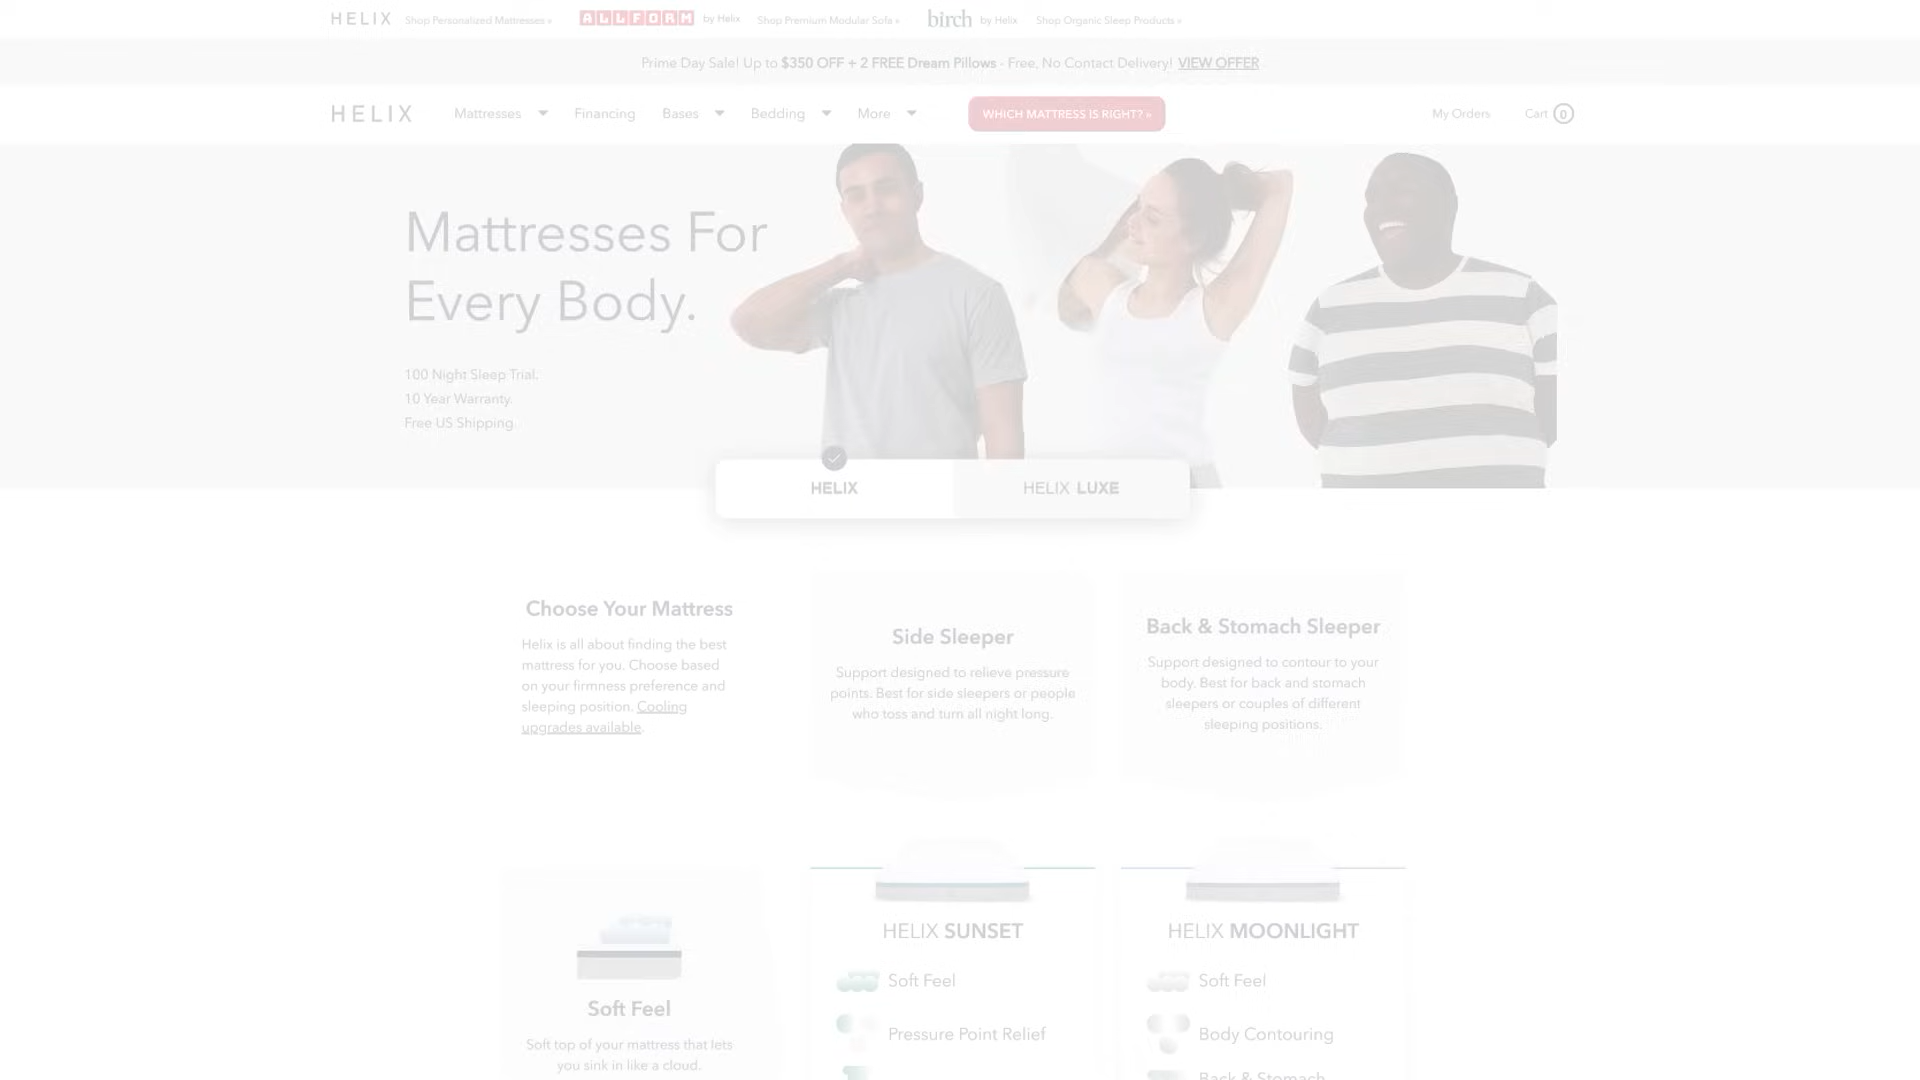 HELIX Shop Personalized Mattresses » ALLFORM by Helix Shop Premium Modular Sofa » birch by Helix Shop Organic Sleep Products »
Prime Day Sale! Up to $350 OFF + 2 FREE Dream Pillows - Free, No Contact Delivery! VIEW OFFER
HELIX Mattresses Financing Bases Bedding More WHICH MATTRESS IS RIGHT? » My Orders Cart 0
Mattresses For
Every Body.
100 Night Sleep Trial.
10 Year Warranty.
Free US Shipping.
HELIX HELIX LUXE
Choose Your Mattress
Helix is all about finding the best
mattress for you. Choose based
on your firmness preference and
sleeping position. Cooling
upgrades available.
Side Sleeper
Support designed to relieve pressure
points. Best for side sleepers or people
who toss and turn all night long.
Back & Stomach Sleeper
Support designed to contour to your
body. Best for back and stomach
sleepers or couples of different
sleeping positions.
Soft Feel
Soft top of your mattress that lets
you sink in like a cloud.
HELIX SUNSET
Soft Feel
Pressure Point Relief
HELIX MOONLIGHT
Soft Feel
Body Contouring
Back & Stomach